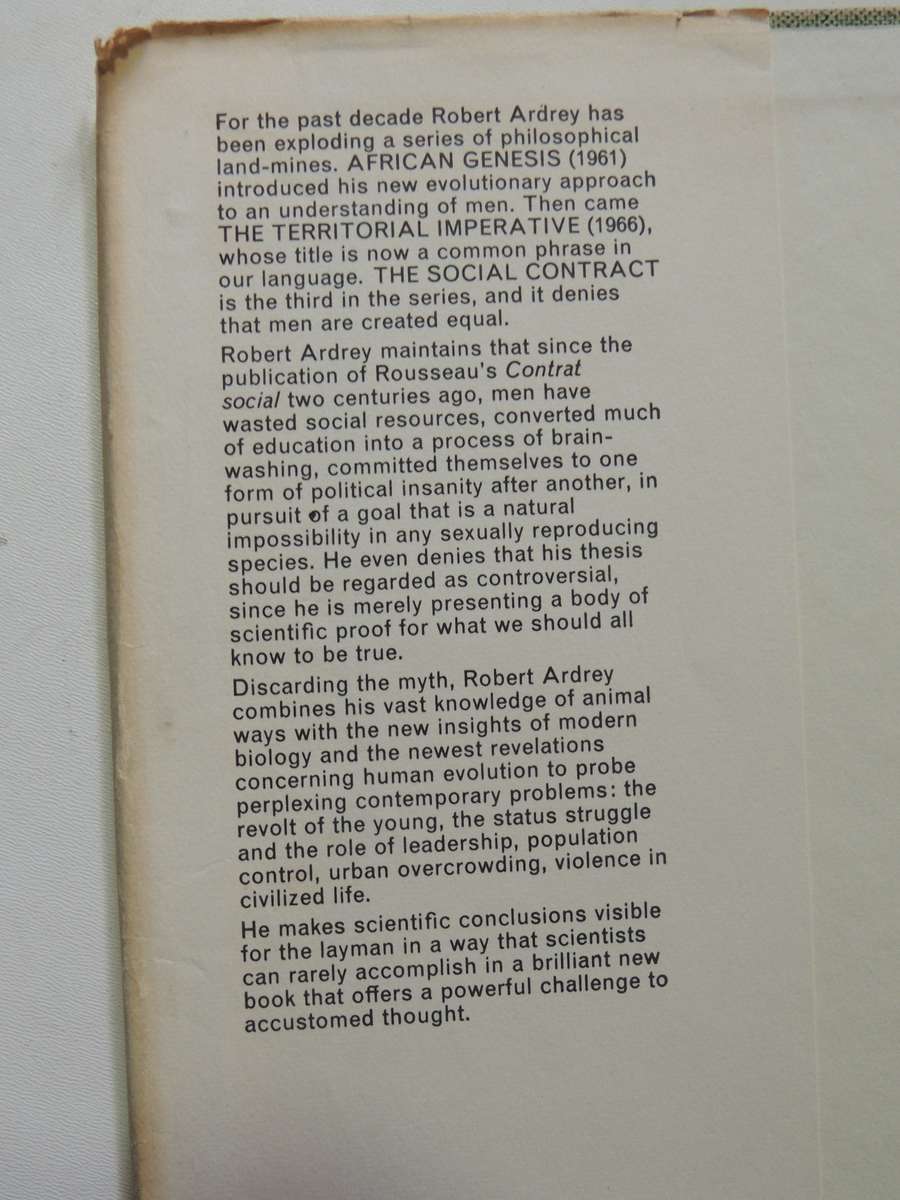 For the past decade Robert Ardrey has
been exploding a series of philosophical
land-mines. AFRICAN GENESIS (1961)
introduced his new evolutionary approach
to an understanding of men. Then came
THE TERRITORIAL IMPERATIVE (1966),
whose title is now a common phrase in
our language. THE SOCIAL CONTRACT
is the third in the series, and it denies
that men are created equal.
Robert Ardrey maintains that since the
publication of Rousseau's Contrat
social two centuries ago, men have
wasted social resources, converted much
of education into a process of brain-
washing, committed themselves to one
form of political insanity after another, in
pursuit of a goal that is a natural
impossibility in any sexually reproducing
species. He even denies that his thesis
should be regarded as controversial,
since he is merely presenting a body of
scientific proof for what we should all
know to be true.
Discarding the myth, Robert Ardrey
combines his vast knowledge of animal
ways with the new insights of modern
biology and the newest revelations
concerning human evolution to probe
perplexing contemporary problems: the
revolt of the young, the status struggle
and the role of leadership, population
control, urban overcrowding, violence in
civilized life.
He makes scientific conclusions visible
for the layman in a way that scientists
can rarely accomplish in a brilliant new
book that offers a powerful challenge to
accustomed thought.